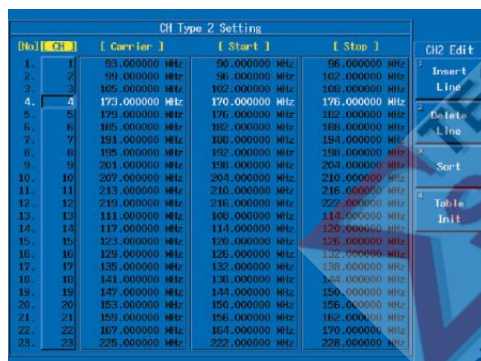 CH Type 2 Setting
[No] [ CH ] [ Carrier ] [ Start ] [ Stop ] CH2 Edit
1. 1 93.000000 MHz 90.000000 MHz 96.000000 MHz
2. 2 99.000000 MHz 96.000000 MHz 102.000000 MHz
3. 3 105.000000 MHz 102.000000 MHz 108.000000 MHz
4. 4 173.000000 MHz 170.000000 MHz 176.000000 MHz
5. 5 179.000000 MHz 176.000000 MHz 182.000000 MHz
6. 6 185.000000 MHz 182.000000 MHz 188.000000 MHz
7. 7 191.000000 MHz 188.000000 MHz 194.000000 MHz
8. 8 195.000000 MHz 192.000000 MHz 198.000000 MHz
9. 9 201.000000 MHz 198.000000 MHz 204.000000 MHz
10. 10 207.000000 MHz 204.000000 MHz 210.000000 MHz
11. 11 213.000000 MHz 210.000000 MHz 216.000000 MHz
12. 12 219.000000 MHz 216.000000 MHz 222.000000 MHz
13. 13 111.000000 MHz 108.000000 MHz 114.000000 MHz
14. 14 117.000000 MHz 114.000000 MHz 120.000000 MHz
15. 15 123.000000 MHz 120.000000 MHz 126.000000 MHz
16. 16 129.000000 MHz 126.000000 MHz 132.000000 MHz
17. 17 135.000000 MHz 132.000000 MHz 138.000000 MHz
18. 18 141.000000 MHz 138.000000 MHz 144.000000 MHz
19. 19 147.000000 MHz 144.000000 MHz 150.000000 MHz
20. 20 153.000000 MHz 150.000000 MHz 156.000000 MHz
21. 21 159.000000 MHz 156.000000 MHz 162.000000 MHz
22. 22 167.000000 MHz 164.000000 MHz 170.000000 MHz
23. 23 225.000000 MHz 222.000000 MHz 228.000000 MHz
1 Insert
Line
2 Delete
Line
3 Sort
4 Table
Init